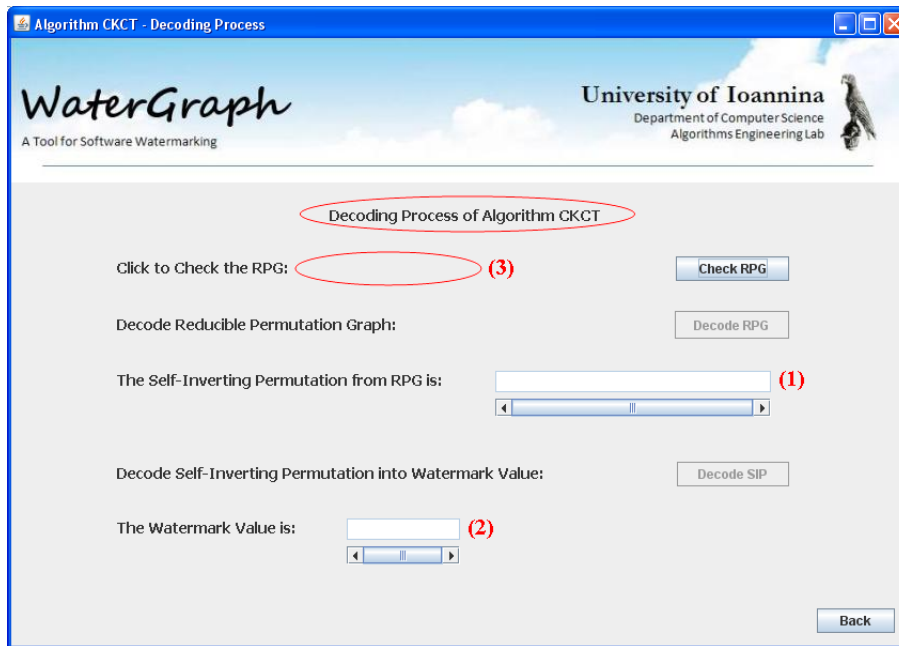 Algorithm CKCT - Decoding Process
WaterGraph
A Tool for Software Watermarking
University of Ioannina
Department of Computer Science
Algorithms Engineering Lab
Decoding Process of Algorithm CKCT
Click to Check the RPG: (3) Check RPG
Decode Reducible Permutation Graph: Decode RPG
The Self-Inverting Permutation from RPG is: (1)
Decode Self-Inverting Permutation into Watermark Value: Decode SIP
The Watermark Value is: (2)
Back